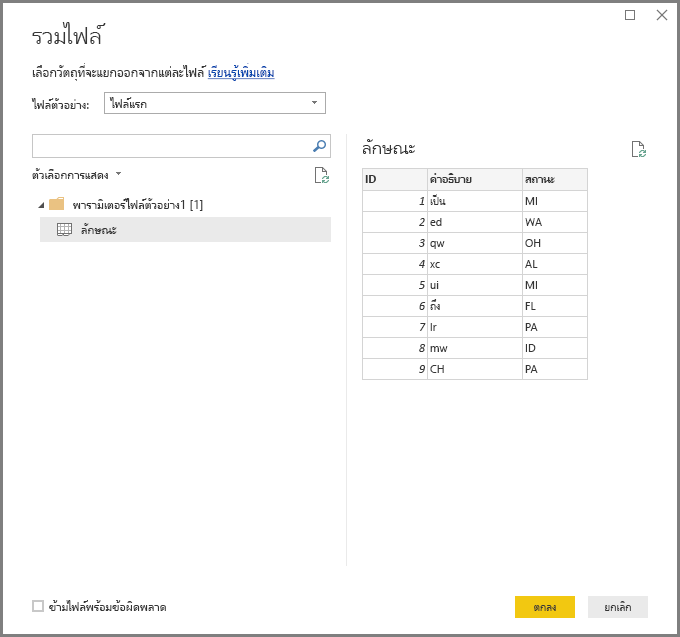 รวมไฟล์
เลือกวัตถุที่จะแยกออกจากแต่ละไฟล์ เรียนรู้เพิ่มเติม
ไฟล์ตัวอย่าง: ไฟล์แรก
ตัวเลือกการแสดง
พารามิเตอร์ไฟล์ตัวอย่าง1 [1]
ลักษณะ
ลักษณะ
ID คำอธิบาย สถานะ
1 เป็น MI
2 ed WA
3 qw OH
4 xc AL
5 ui MI
6 ถึง FL
7 lr PA
8 mw ID
9 CH PA
ข้ามไฟล์พร้อมข้อผิดพลาด
ตกลง ยกเลิก